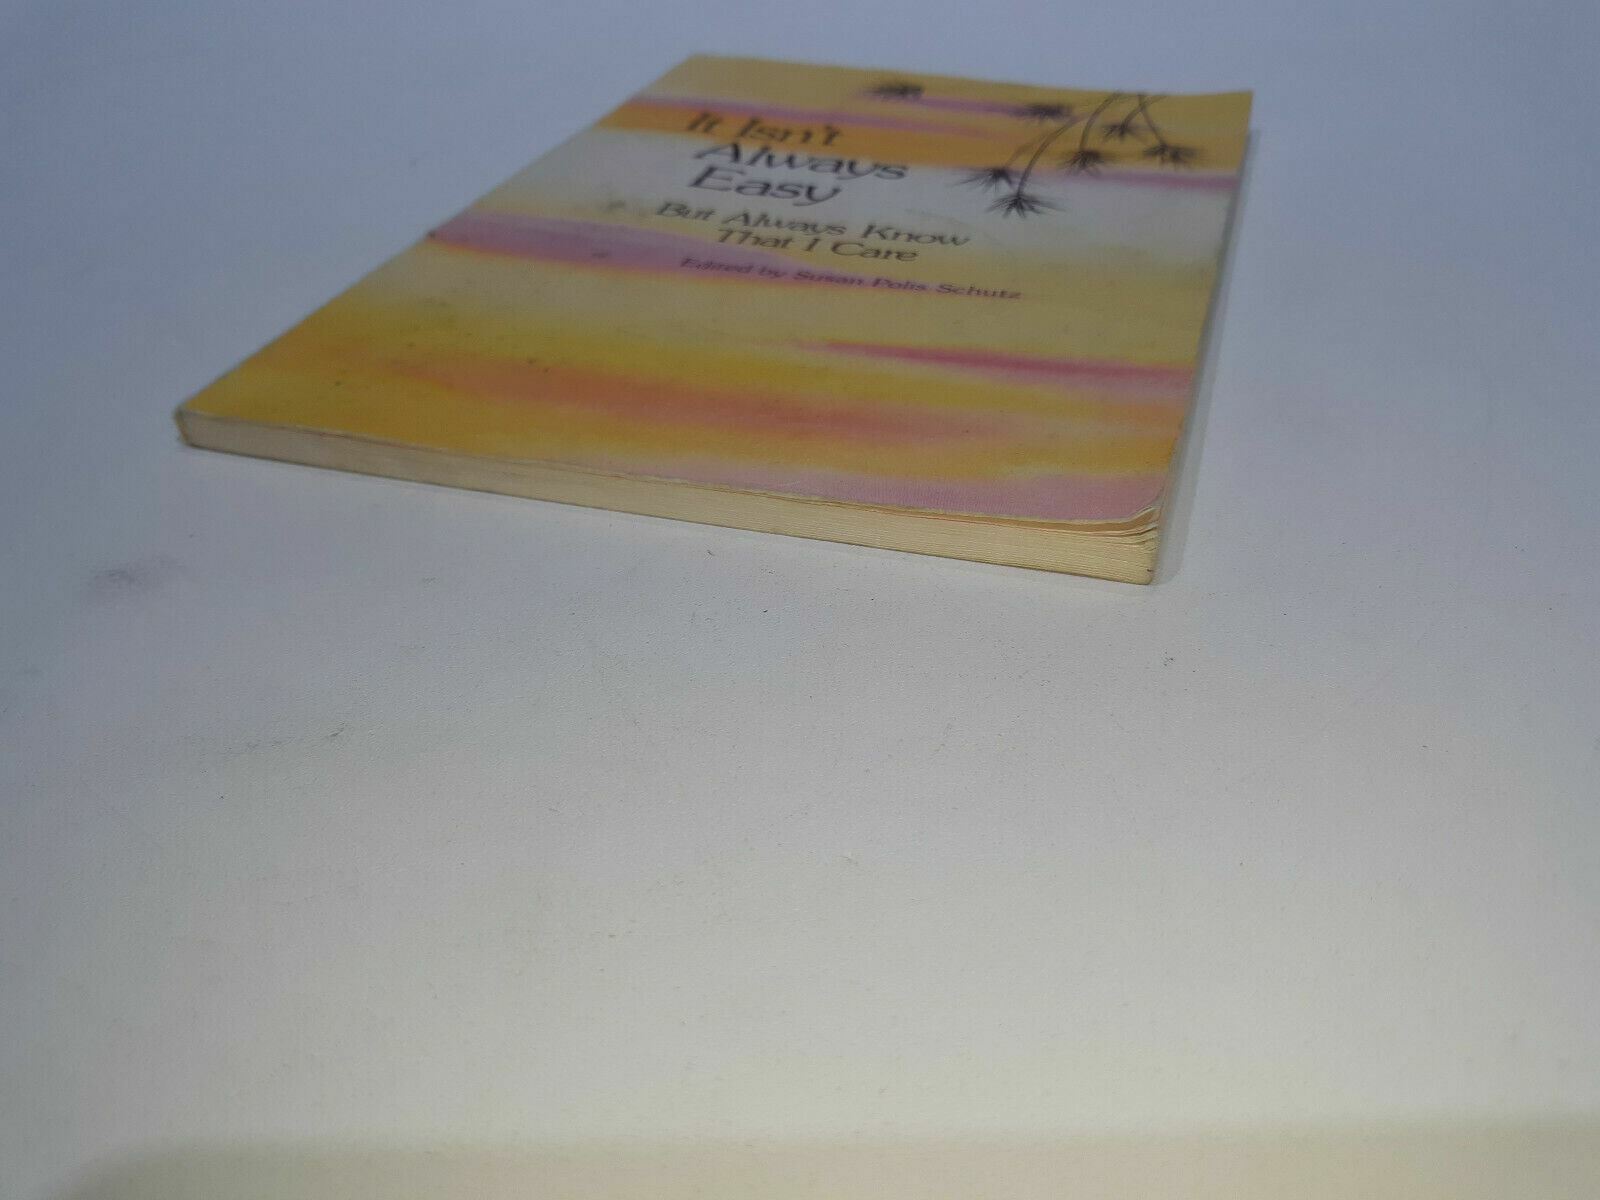 It Isn't
Always
Easy
But Always Know
That I Care
Edited by Susan Polis Schutz